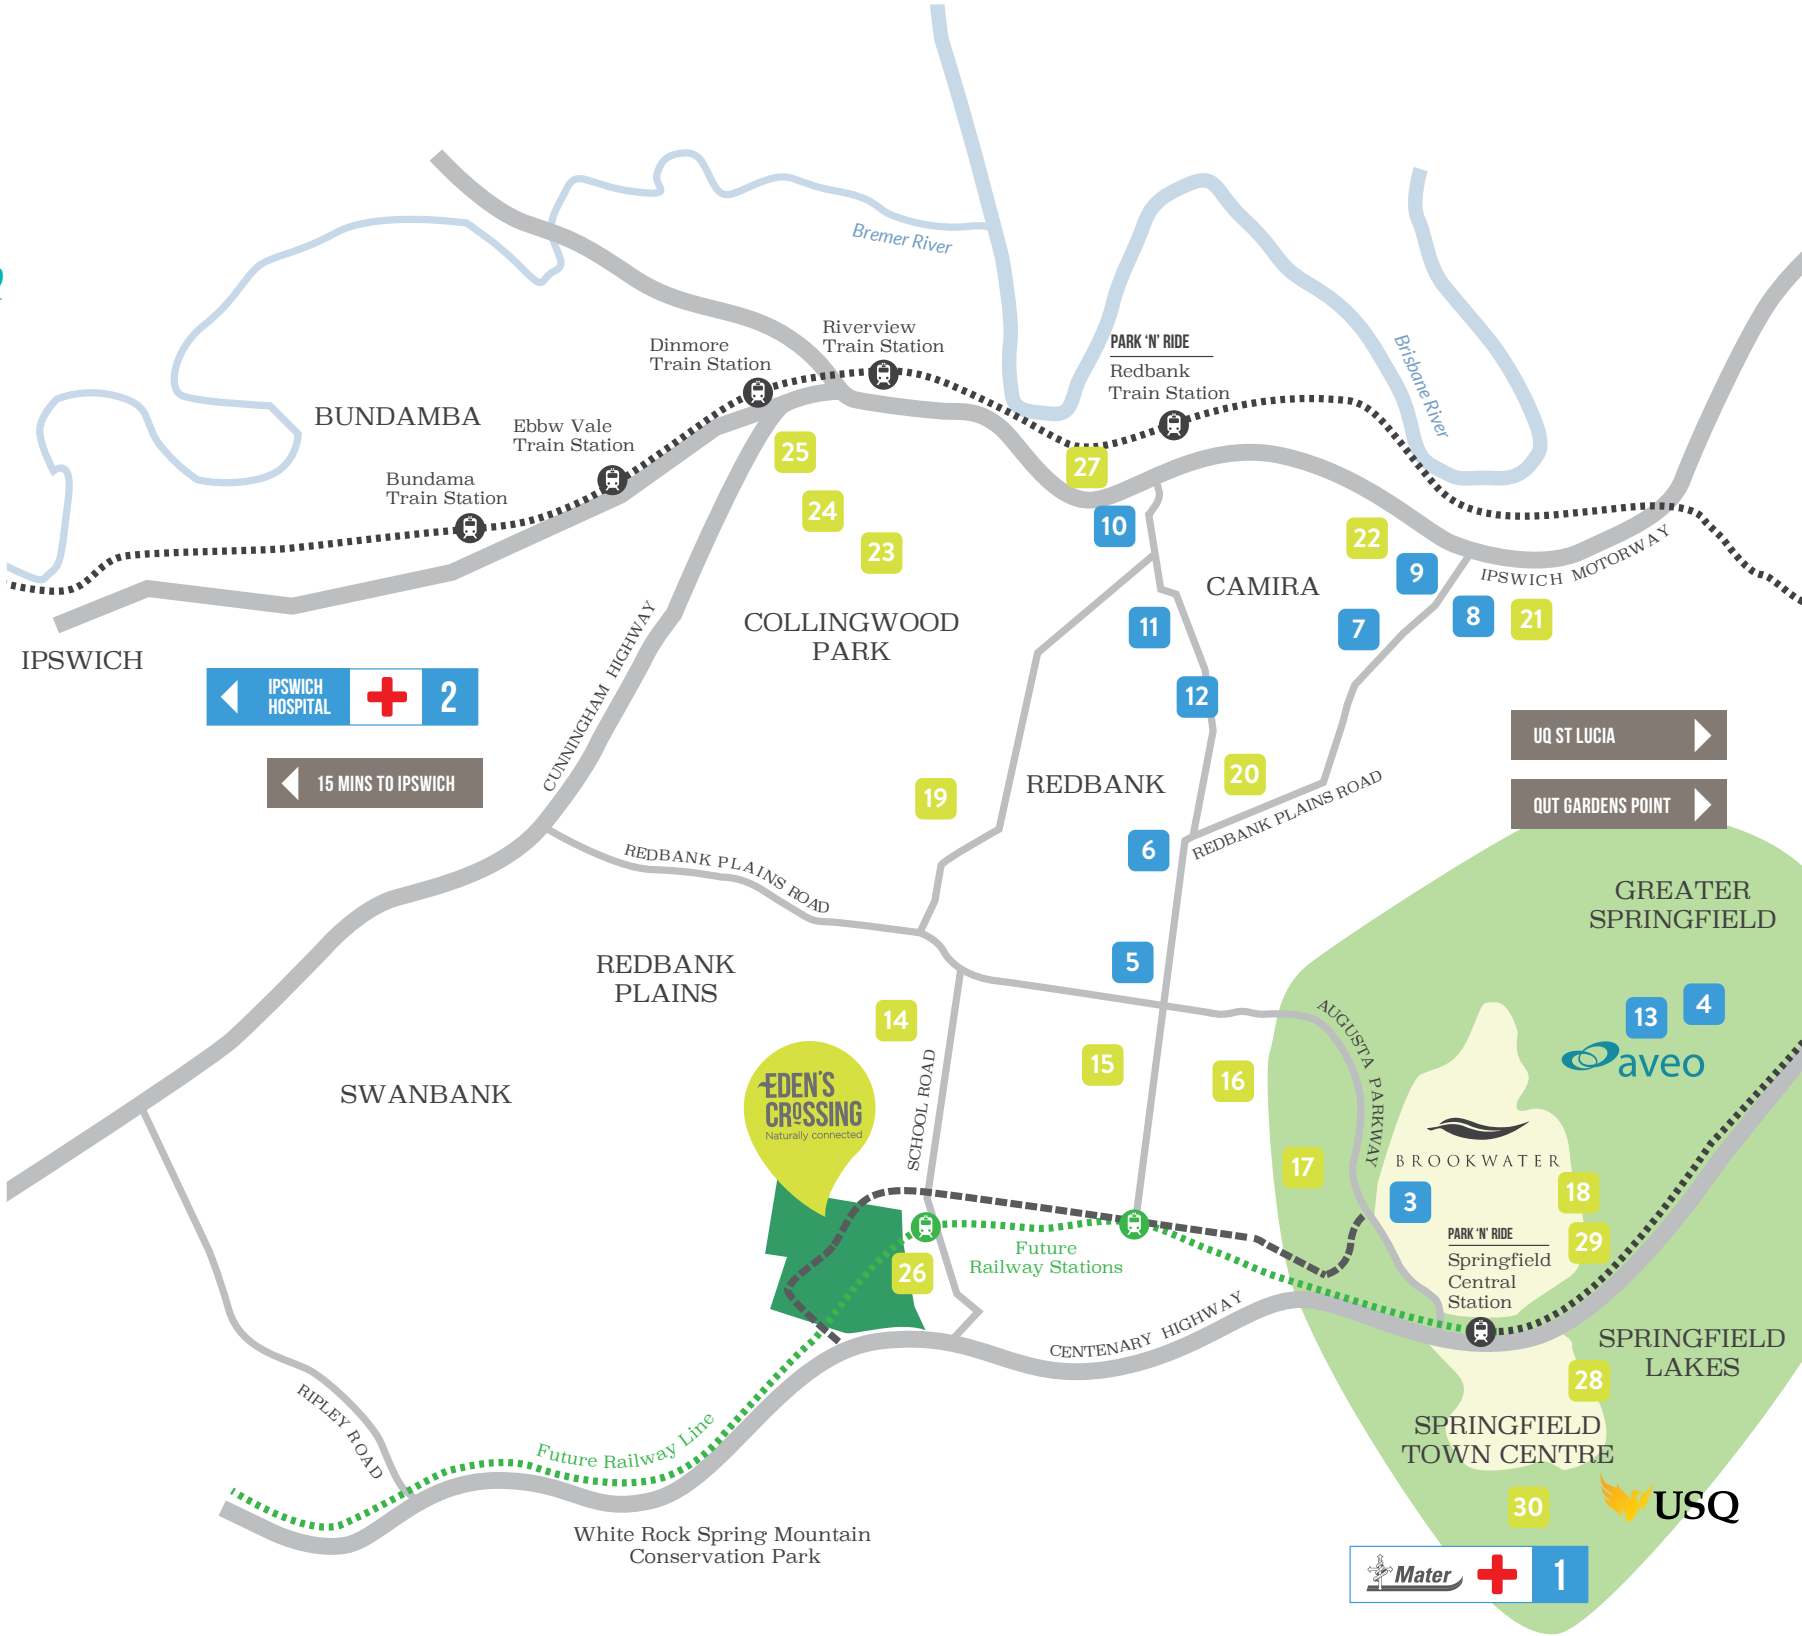 Bremer River
Riverview
Train Station
Dinmore
Train Station
PARK 'N' RIDE
Redbank
Train Station
Brisbane River
BUNDAMBA
Ebbw Vale
Train Station
Bundama
Train Station
25
27
24
23
10
22
9
IPSWICH MOTORWAY
CAMIRA
8
21
7
11
COLLINGWOOD
PARK
IPSWICH
CUNNINGHAM HIGHWAY
IPSWICH
HOSPITAL
2
12
UQ ST LUCIA
15 MINS TO IPSWICH
QUT GARDENS POINT
19
REDBANK
20
REDBANK PLAINS ROAD
6
REDBANK PLAINS ROAD
GREATER
SPRINGFIELD
REDBANK
PLAINS
5
14
13
4
aveo
AUGUSTA PARKWAY
15
16
SWANBANK
EDEN'S
CROSSING
Naturally connected
SCHOOL ROAD
BROOKWATER
17
3
18
29
PARK 'N' RIDE
Springfield
Central
Station
Future
Railway Stations
26
CENTENARY HIGHWAY
SPRINGFIELD
LAKES
28
RIPLEY ROAD
Future Railway Line
SPRINGFIELD
TOWN CENTRE
30
USQ
White Rock Spring Mountain
Conservation Park
Mater
1